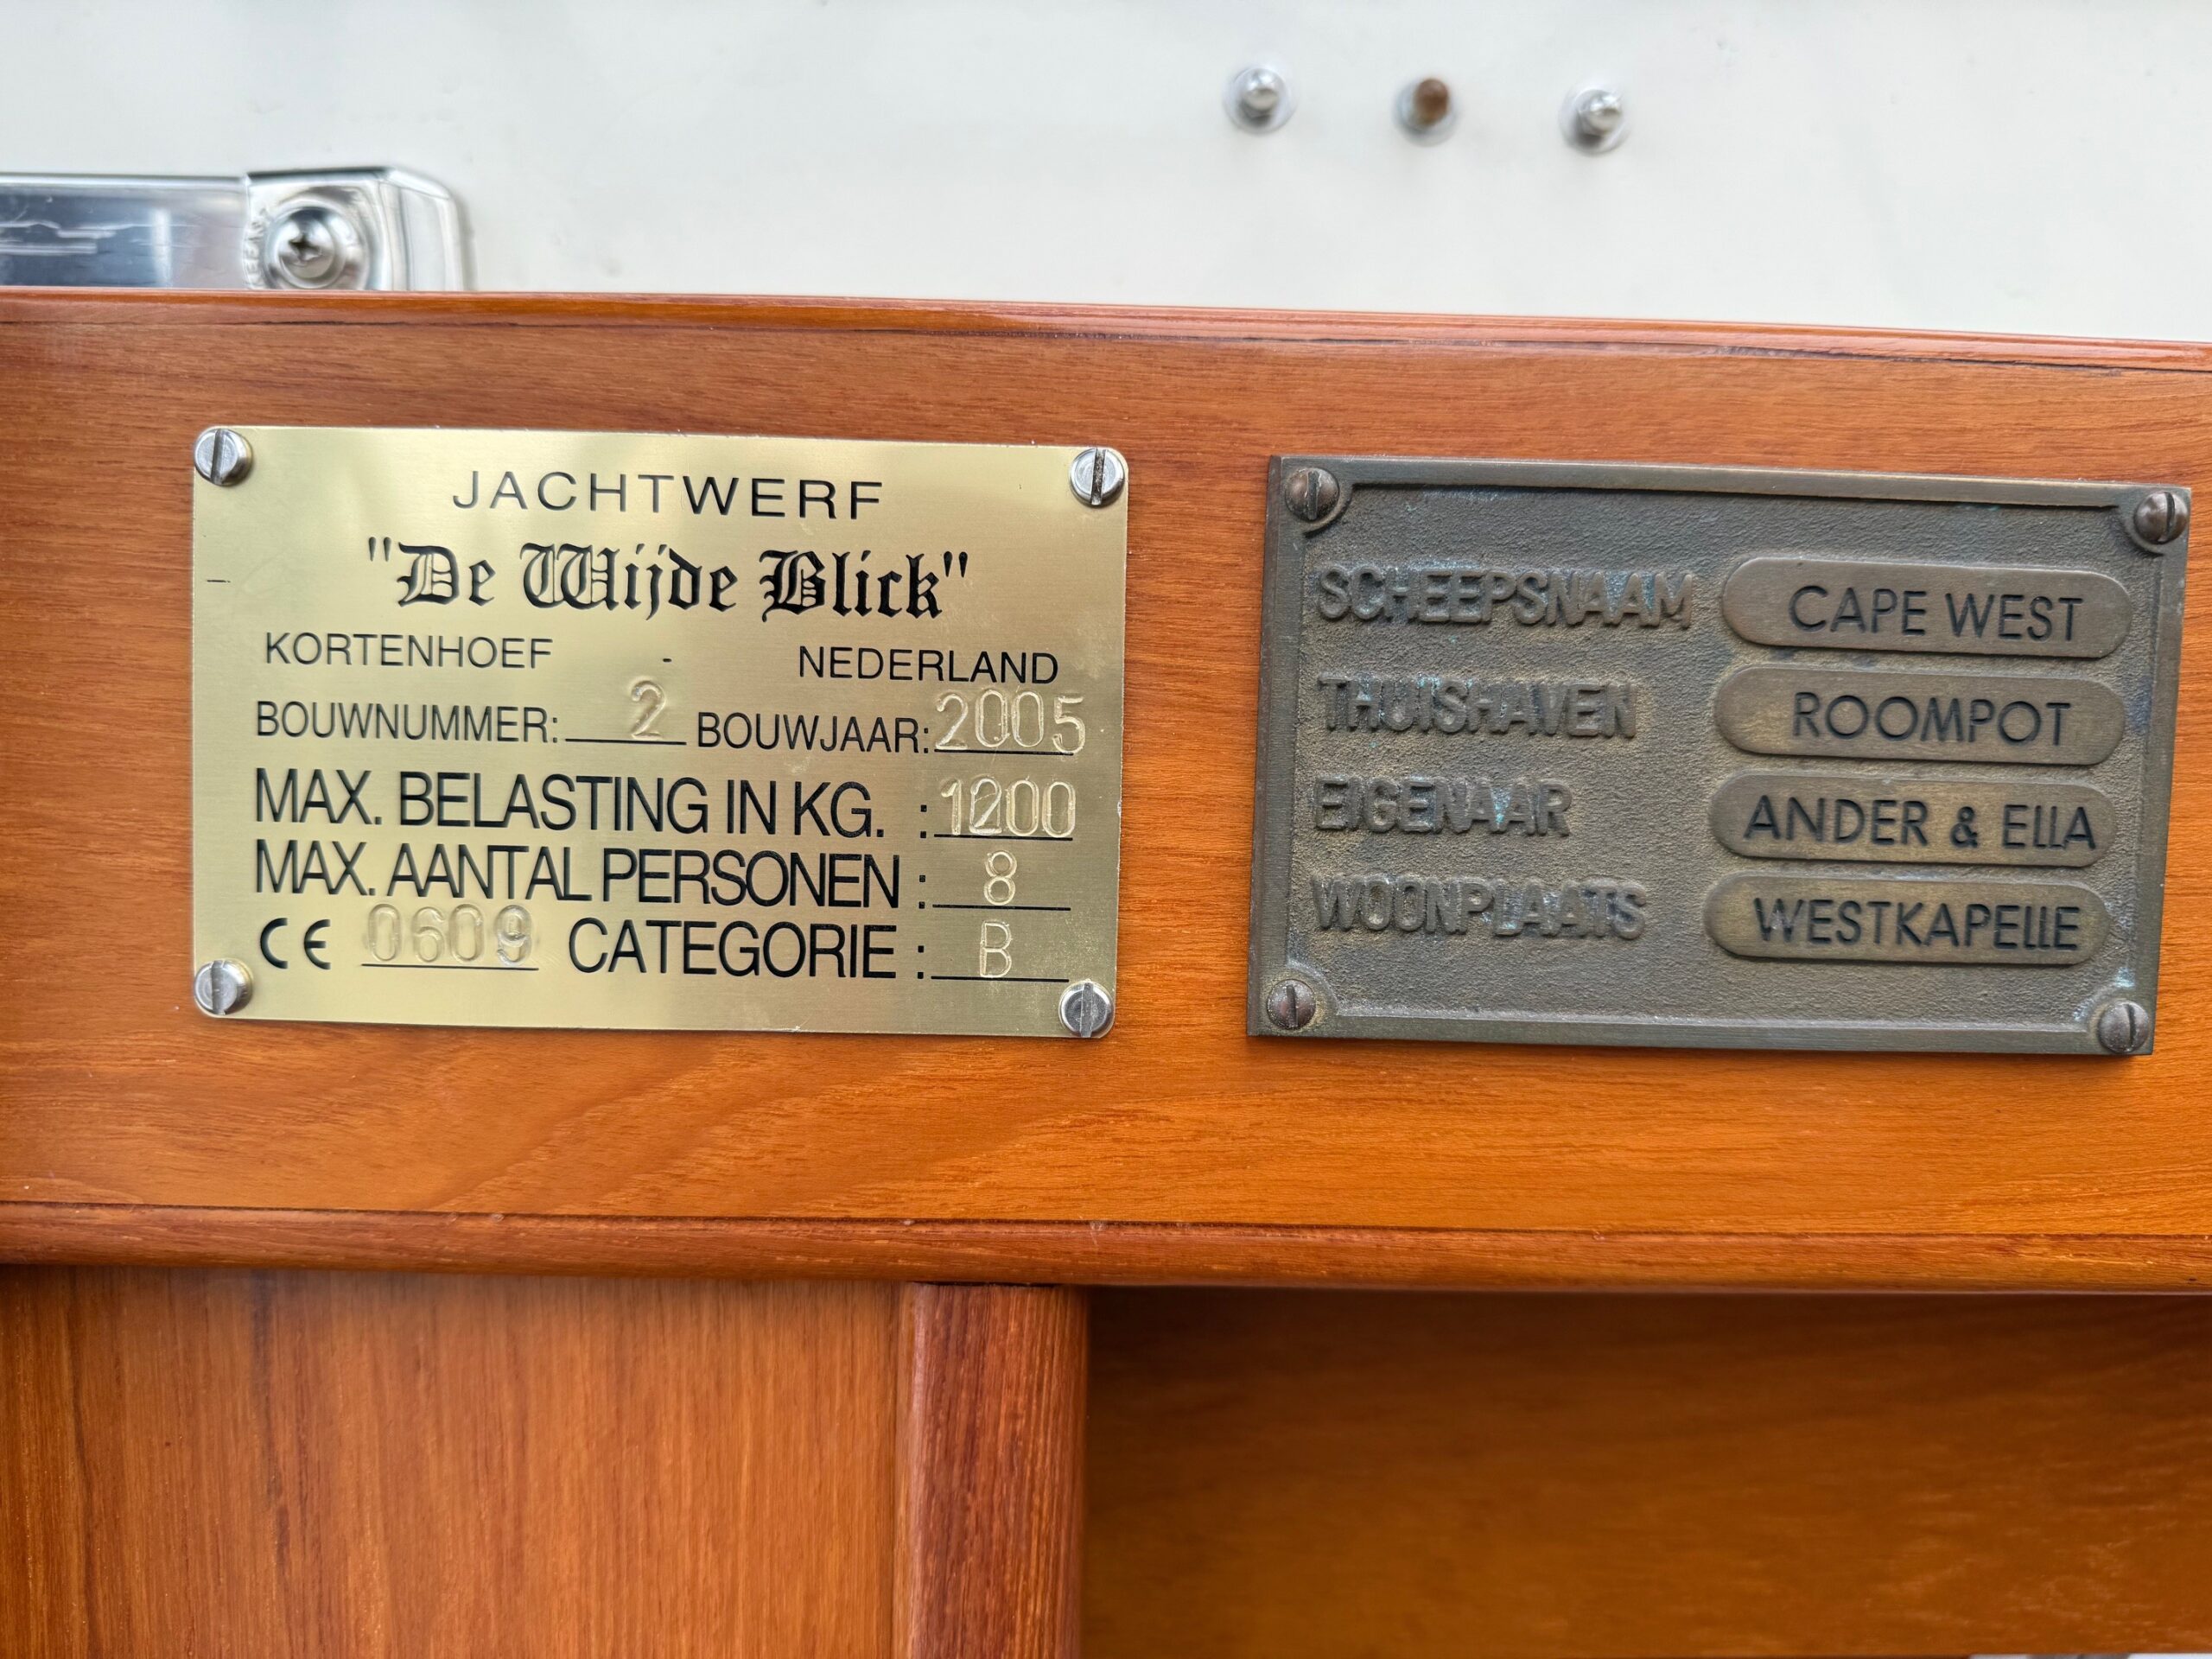 JACHTWERF
"De Wijde Blick"
KORTENHOEF - NEDERLAND
BOUWNUMMER: 2 BOUWJAAR: 2005
MAX. BELASTING IN KG. : 1200
MAX. AANTAL PERSONEN : 8
CE 0609 CATEGORIE : B
SCHEEPSNAAM CAPE WEST
THUISHAVEN ROOMPOT
EIGENAAR ANDER & EllA
WOONPLAATS WESTKAPEllE